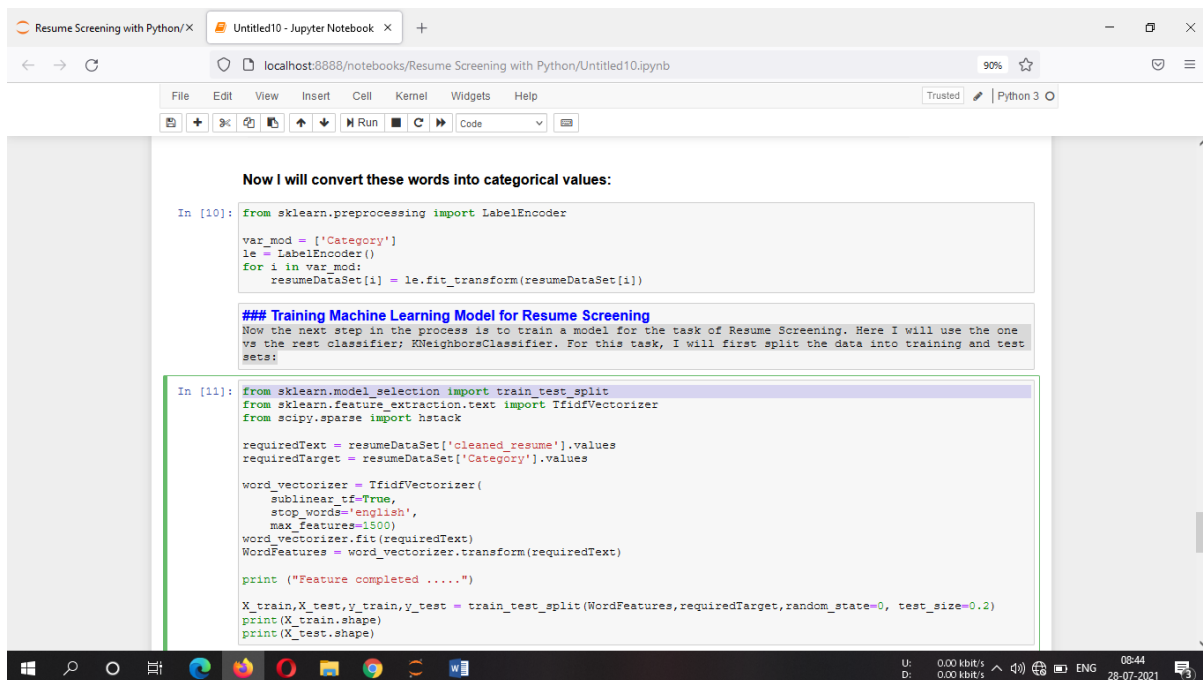 Resume Screening with Python/
Untitled10 - Jupyter Notebook
localhost:8888/notebooks/Resume Screening with Python/Untitled10.ipynb
90%
File Edit View Insert Cell Kernel Widgets Help
Trusted
Python 3
Run
Code
Now I will convert these words into categorical values:
In [10]: from sklearn.preprocessing import LabelEncoder
var_mod = ['Category']
le = LabelEncoder()
for i in var_mod:
    resumeDataSet[i] = le.fit_transform(resumeDataSet[i])
### Training Machine Learning Model for Resume Screening
Now the next step in the process is to train a model for the task of Resume Screening. Here I will use the one
vs the rest classifier; KNeighborsClassifier. For this task, I will first split the data into training and test
sets:
In [11]: from sklearn.model_selection import train_test_split
from sklearn.feature_extraction.text import TfidfVectorizer
from scipy.sparse import hstack
requiredText = resumeDataSet['cleaned_resume'].values
requiredTarget = resumeDataSet['Category'].values
word_vectorizer = TfidfVectorizer(
    sublinear_tf=True,
    stop_words='english',
    max_features=1500)
word_vectorizer.fit(requiredText)
WordFeatures = word_vectorizer.transform(requiredText)
print ("Feature completed .....")
X_train,X_test,y_train,y_test = train_test_split(WordFeatures,requiredTarget,random_state=0, test_size=0.2)
print(X_train.shape)
print(X_test.shape)
U: 0.00 kbit/s
D: 0.00 kbit/s
ENG
08:44
28-07-2021
3